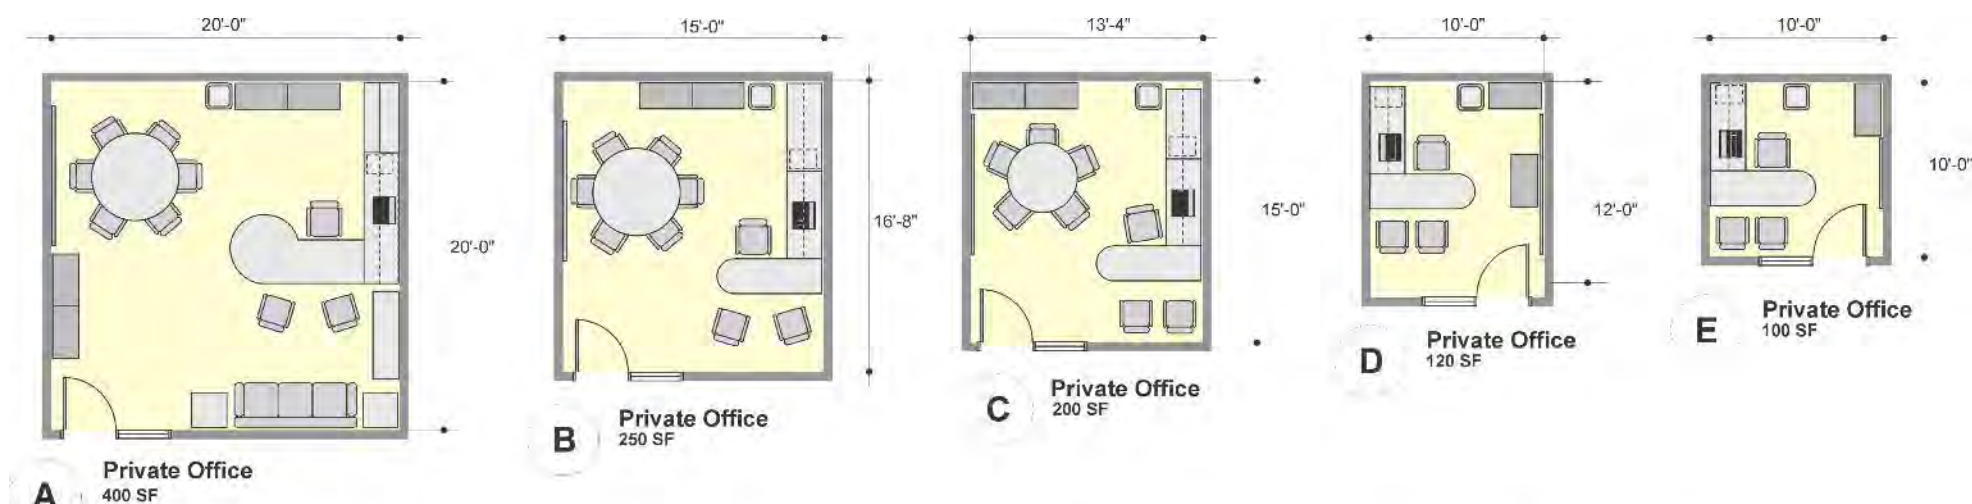 20'-0"
20'-0"
A
Private Office
400 SF
15'-0"
16'-8"
B
Private Office
250 SF
13'-4"
15'-0"
C
Private Office
200 SF
10'-0"
12'-0"
D
Private Office
120 SF
10'-0"
10'-0"
E
Private Office
100 SF